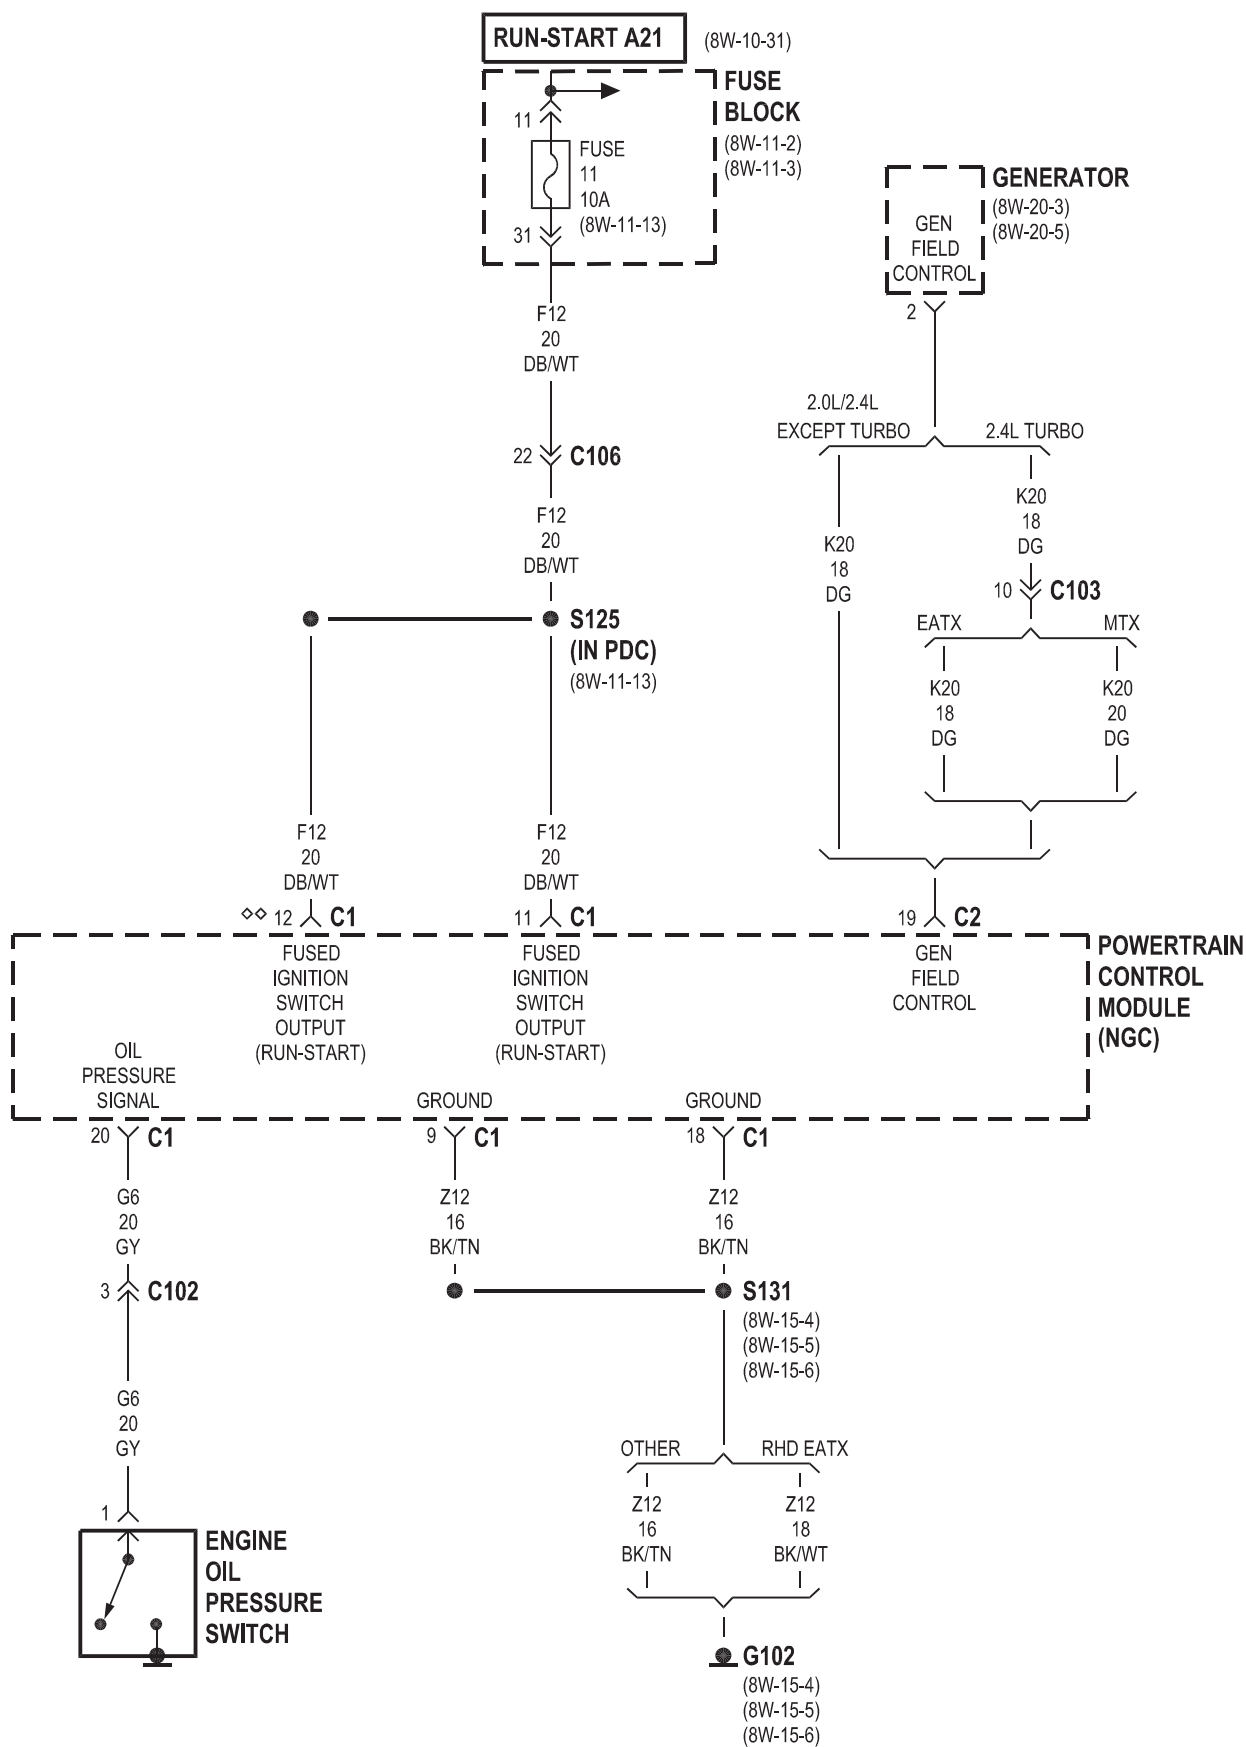 RUN-START A21
(8W-10-31)
FUSE
BLOCK
(8W-11-2)
(8W-11-3)
11
FUSE
11
10A
(8W-11-13)
31
GENERATOR
(8W-20-3)
(8W-20-5)
GEN
FIELD
CONTROL
2
F12
20
DB/WT
2.0L/2.4L
EXCEPT TURBO
2.4L TURBO
22
C106
F12
20
DB/WT
K20
18
DG
K20
18
DG
10
C103
S125
(IN PDC)
(8W-11-13)
EATX
MTX
K20
18
DG
K20
20
DG
F12
20
DB/WT
F12
20
DB/WT
◇◇ 12
C1
11
C1
19
C2
POWERTRAIN
CONTROL
MODULE
(NGC)
FUSED
IGNITION
SWITCH
OUTPUT
(RUN-START)
FUSED
IGNITION
SWITCH
OUTPUT
(RUN-START)
GEN
FIELD
CONTROL
OIL
PRESSURE
SIGNAL
GROUND
GROUND
20
C1
9
C1
18
C1
G6
20
GY
Z12
16
BK/TN
Z12
16
BK/TN
3
C102
S131
(8W-15-4)
(8W-15-5)
(8W-15-6)
G6
20
GY
OTHER
RHD EATX
Z12
16
BK/TN
Z12
18
BK/WT
1
ENGINE
OIL
PRESSURE
SWITCH
G102
(8W-15-4)
(8W-15-5)
(8W-15-6)